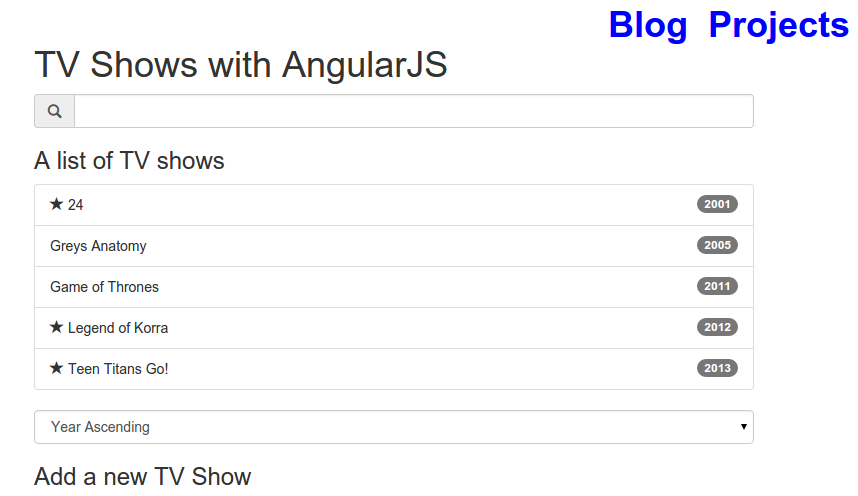 Blog Projects
TV Shows with AngularJS
A list of TV shows
★ 24 2001
Greys Anatomy 2005
Game of Thrones 2011
★ Legend of Korra 2012
★ Teen Titans Go! 2013
Year Ascending
Add a new TV Show